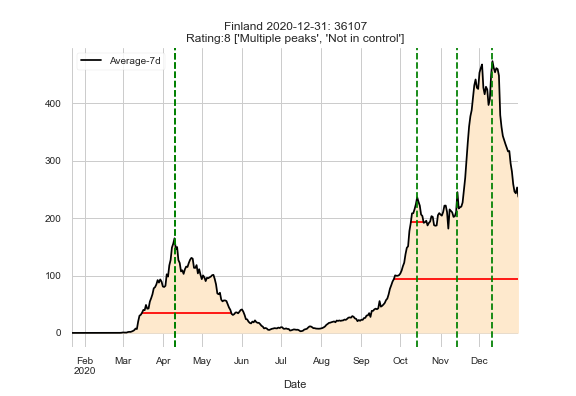 Finland 2020-12-31: 36107
Rating:8 ['Multiple peaks', 'Not in control']
Average-7d
400
300
200
100
0
Feb Mar Apr May Jun Jul Aug Sep Oct Nov Dec
2020
Date